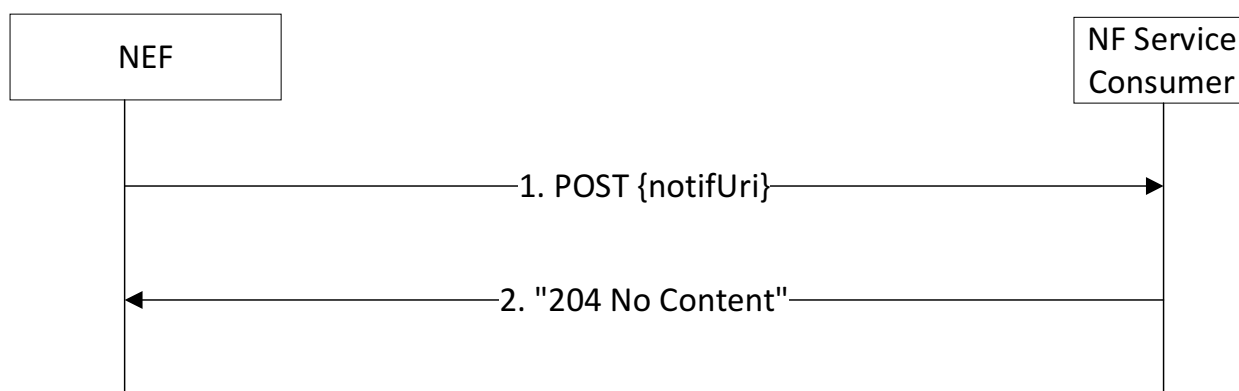 NEF
NF Service
Consumer
1. POST {notifUri}
2. "204 No Content"